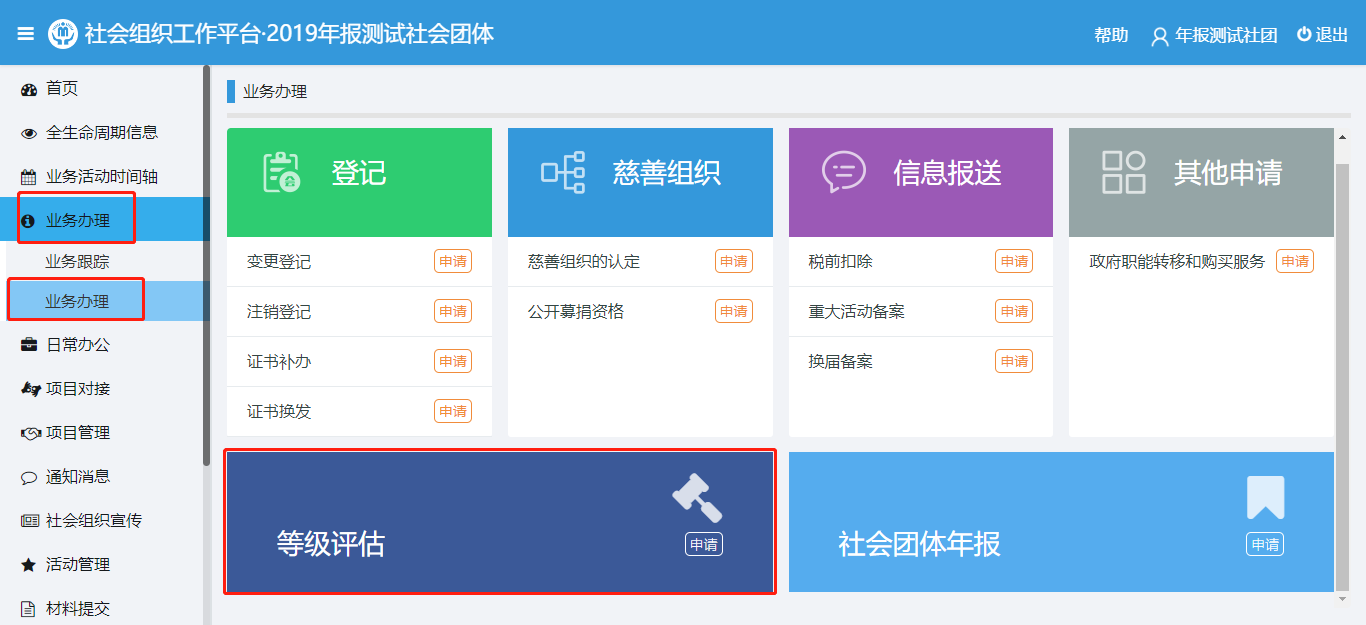 社会组织工作平台·2019年报测试社会团体
帮助
年报测试社团
退出
首页
全生命周期信息
业务活动时间轴
业务办理
业务跟踪
业务办理
日常办公
项目对接
项目管理
通知消息
社会组织宣传
活动管理
材料提交
业务办理
登记
变更登记 申请
注销登记 申请
证书补办 申请
证书换发 申请
慈善组织
慈善组织的认定 申请
公开募捐资格 申请
信息报送
税前扣除 申请
重大活动备案 申请
换届备案 申请
其他申请
政府职能转移和购买服务 申请
等级评估 申请
社会团体年报 申请